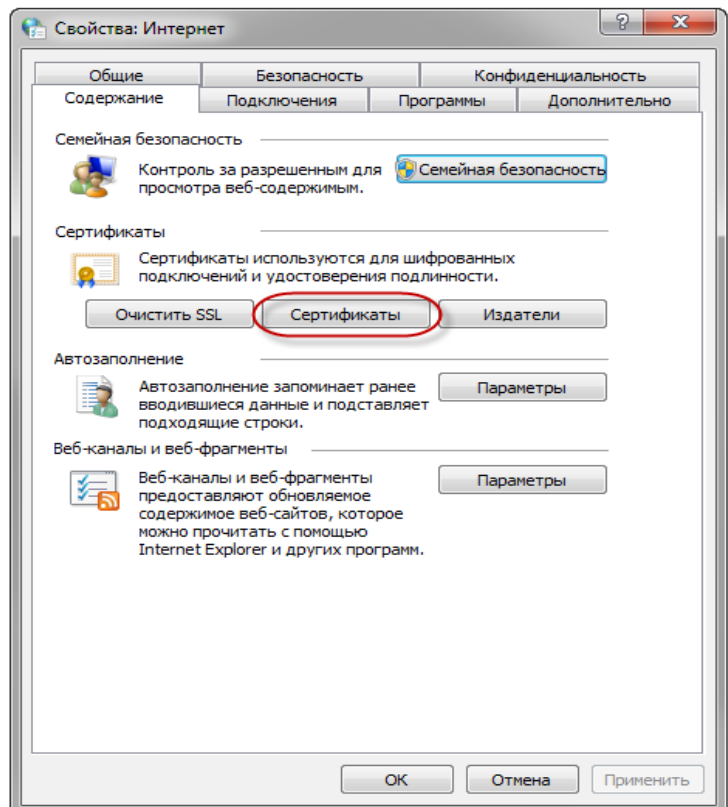 Свойства: Интернет
?
X
Общие
Безопасность
Конфиденциальность
Содержание
Подключения
Программы
Дополнительно
Семейная безопасность
Контроль за разрешенным для
просмотра веб-содержимым.
Семейная безопасность
Сертификаты
Сертификаты используются для шифрованных
подключений и удостоверения подлинности.
Очистить SSL
Сертификаты
Издатели
Автозаполнение
Автозаполнение запоминает ранее
вводившиеся данные и подставляет
подходящие строки.
Параметры
Веб-каналы и веб-фрагменты
Веб-каналы и веб-фрагменты
предоставляют обновляемое
содержимое веб-сайтов, которое
можно прочитать с помощью
Internet Explorer и других программ.
Параметры
ОК
Отмена
Применить